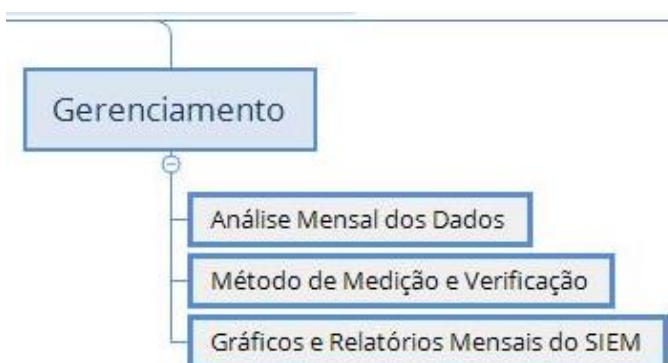 Gerenciamento
Análise Mensal dos Dados
Método de Medição e Verificação
Gráficos e Relatórios Mensais do SIEM